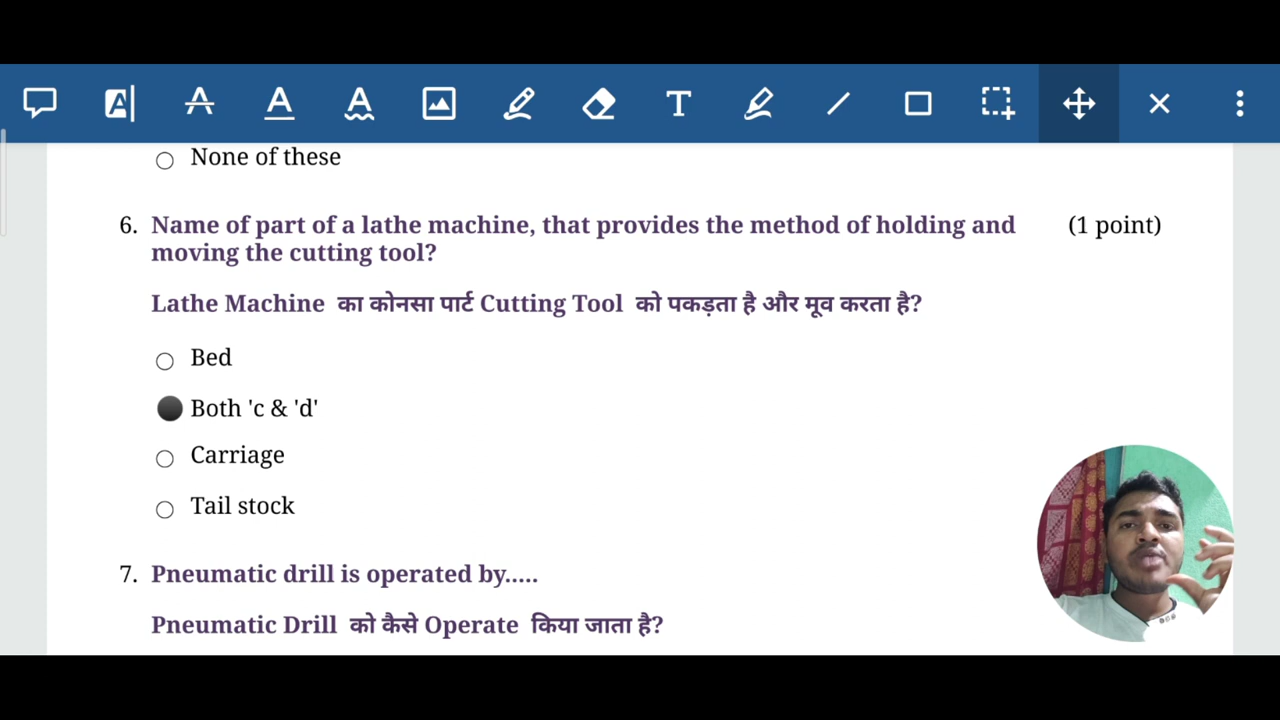 None of these
6. Name of part of a lathe machine, that provides the method of holding and (1 point)
moving the cutting tool?
Lathe Machine का कोनसा पार्ट Cutting Tool को पकड़ता है और मूव करता है?
Bed
Both 'c & 'd'
Carriage
Tail stock
7. Pneumatic drill is operated by.....
Pneumatic Drill को कैसे Operate किया जाता है?